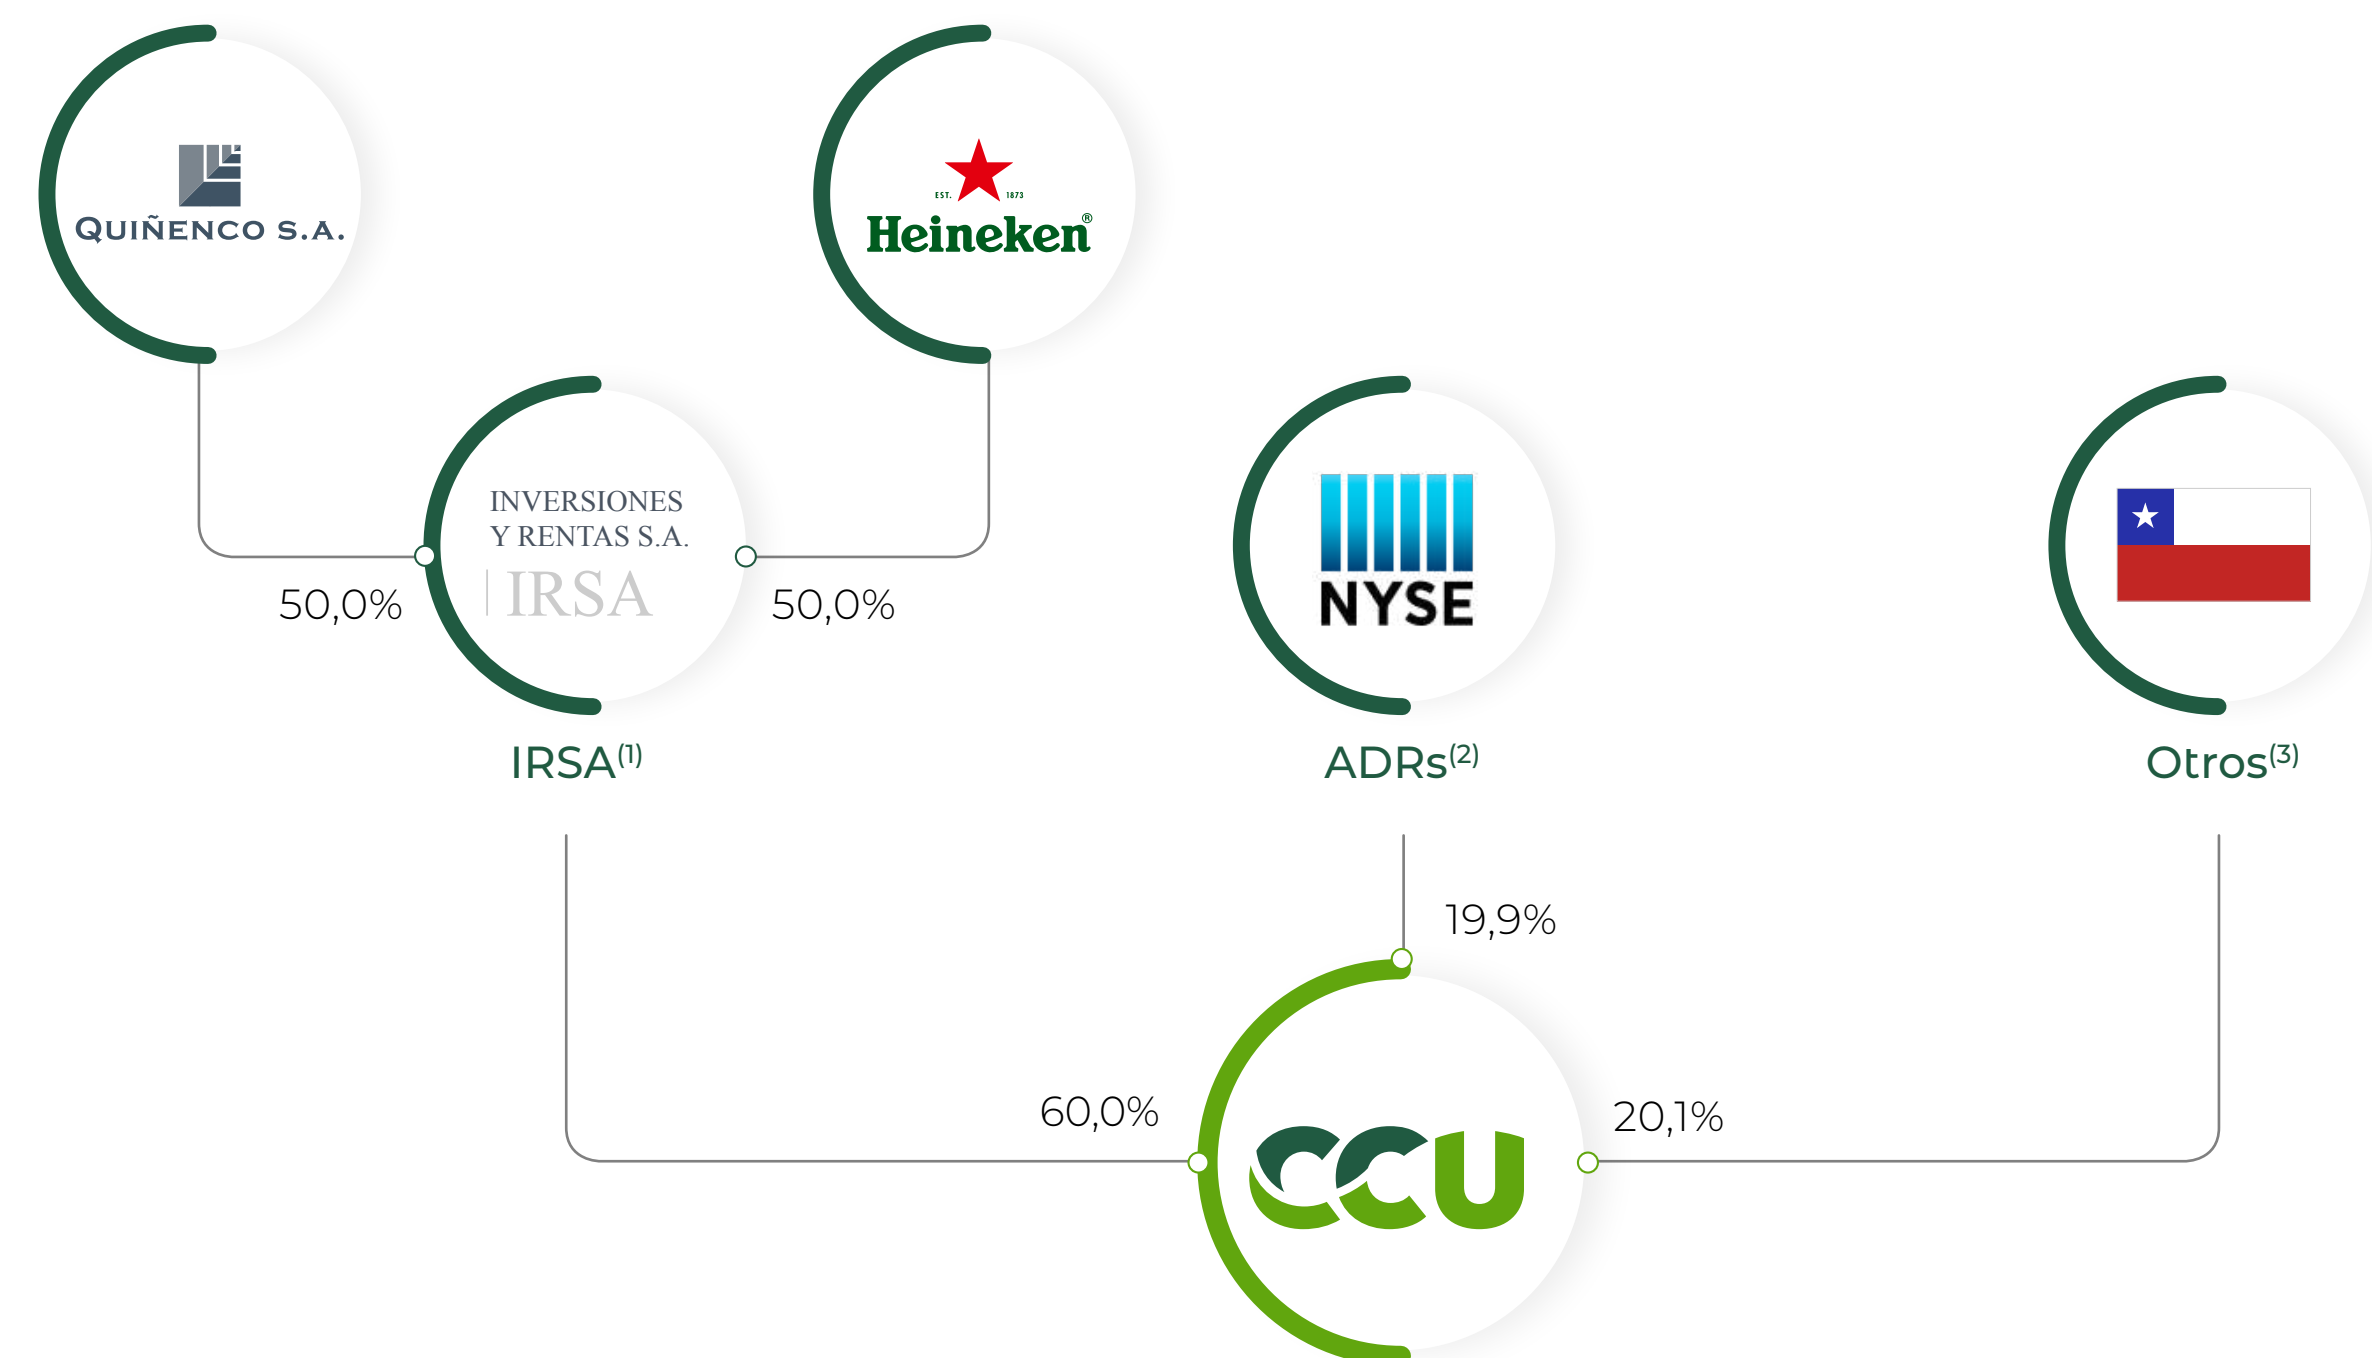 QUIÑENCO S.A.
EST. 1873
Heineken®
INVERSIONES
Y RENTAS S.A.
IRSA
50,0%
50,0%
NYSE
IRSA(1)
ADRs(2)
Otros(3)
19,9%
60,0%
20,1%
CCU